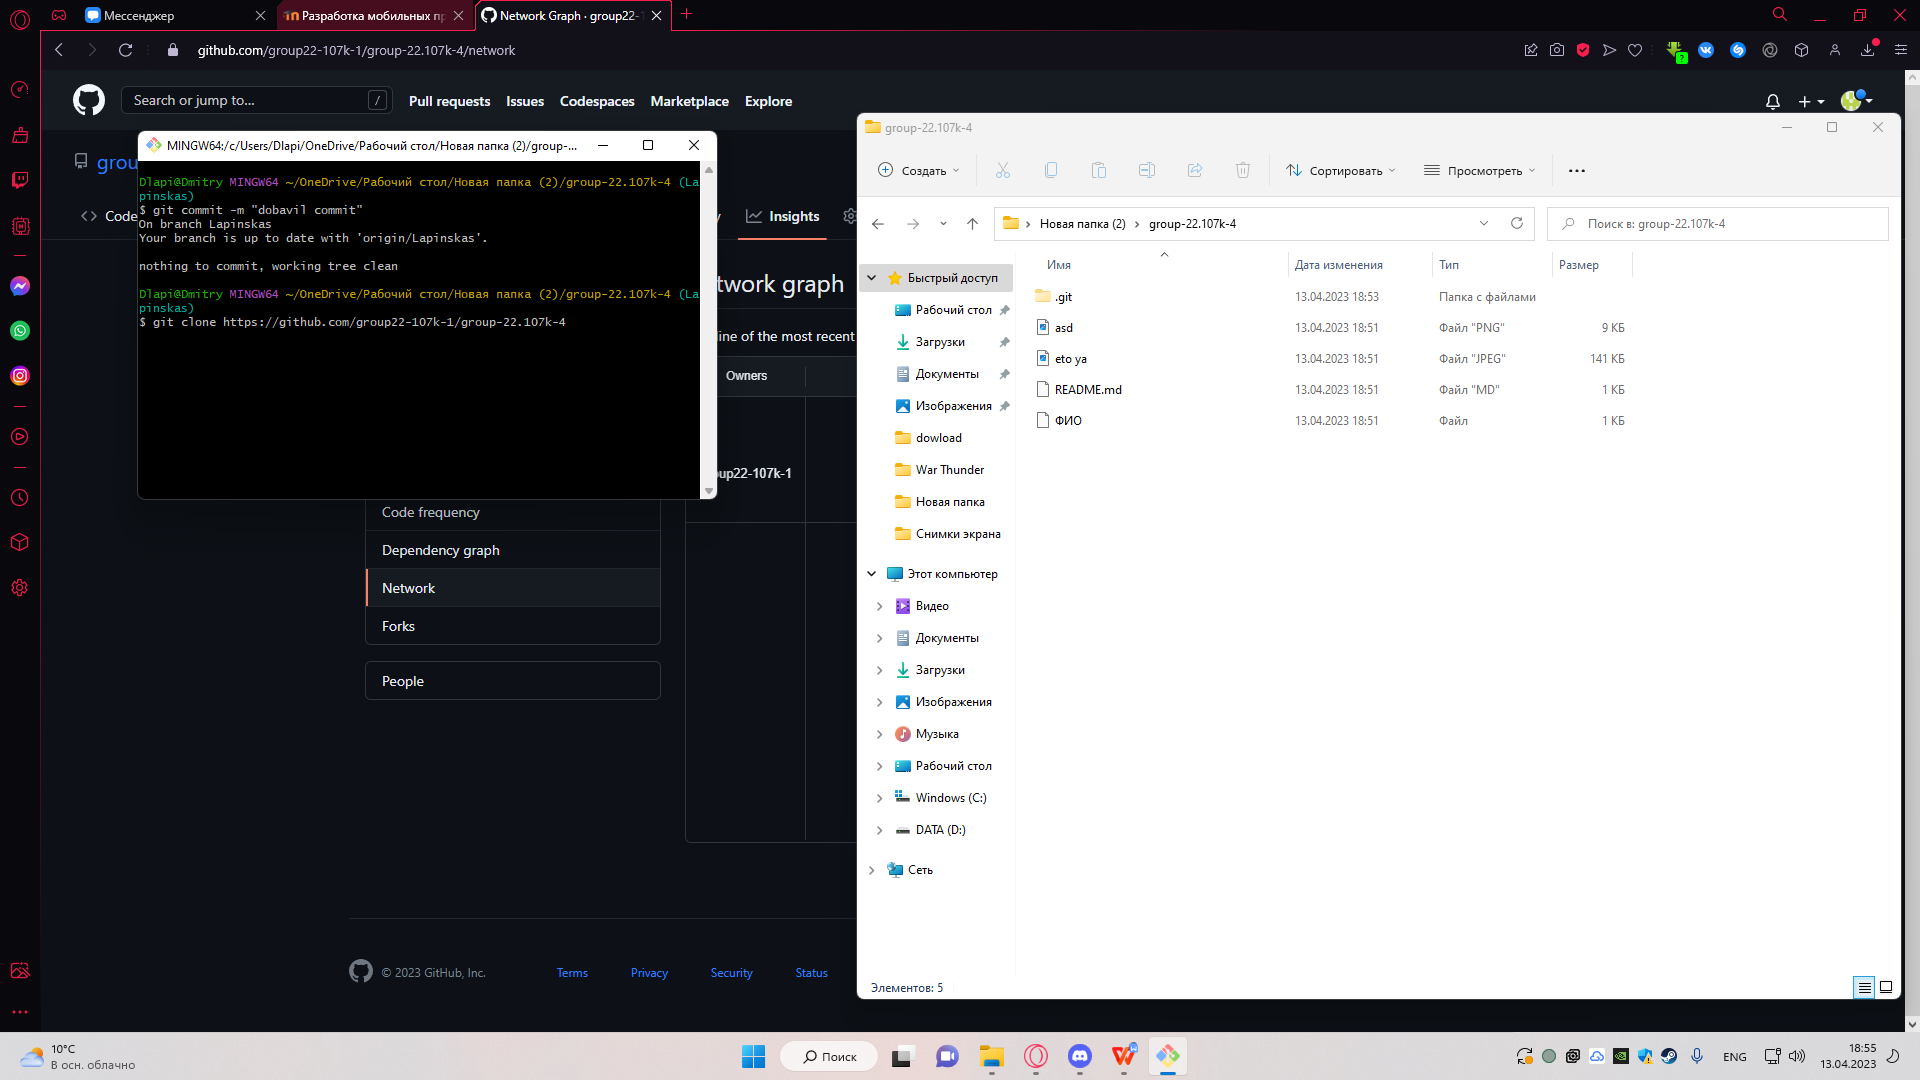 Мессенджер
Разработка мобильных пр
Network Graph · group22-1
github.com/group22-107k-1/group-22.107k-4/network
Search or jump to...
/
Pull requests
Issues
Codespaces
Marketplace
Explore
grou
Code
y
Insights
MINGW64:/c/Users/Dlapi/OneDrive/Рабочий стол/Новая папка (2)/group-...
Dlapi@Dmitry MINGW64 ~/OneDrive/Рабочий стол/Новая папка (2)/group-22.107k-4 (La
pinskas)
$ git commit -m "dobavil commit"
On branch Lapinskas
Your branch is up to date with 'origin/Lapinskas'.
nothing to commit, working tree clean
Dlapi@Dmitry MINGW64 ~/OneDrive/Рабочий стол/Новая папка (2)/group-22.107k-4 (La
pinskas)
$ git clone https://github.com/group22-107k-1/group-22.107k-4
twork graph
line of the most recent
Owners
oup22-107k-1
Code frequency
Dependency graph
Network
Forks
People
© 2023 GitHub, Inc.
Terms
Privacy
Security
Status
group-22.107k-4
Создать
Сортировать
Просмотреть
Новая папка (2) › group-22.107k-4
Поиск в: group-22.107k-4
Имя
Дата изменения
Тип
Размер
.git 13.04.2023 18:53 Папка с файлами
asd 13.04.2023 18:51 Файл "PNG" 9 КБ
eto ya 13.04.2023 18:51 Файл "JPEG" 141 КБ
README.md 13.04.2023 18:51 Файл "MD" 1 КБ
ФИО 13.04.2023 18:51 Файл 1 КБ
Быстрый доступ
Рабочий стол
Загрузки
Документы
Изображения
dowload
War Thunder
Новая папка
Снимки экрана
Этот компьютер
Видео
Документы
Загрузки
Изображения
Музыка
Рабочий стол
Windows (C:)
DATA (D:)
Сеть
Элементов: 5
10°C
В осн. облачно
Поиск
ENG
18:55
13.04.2023